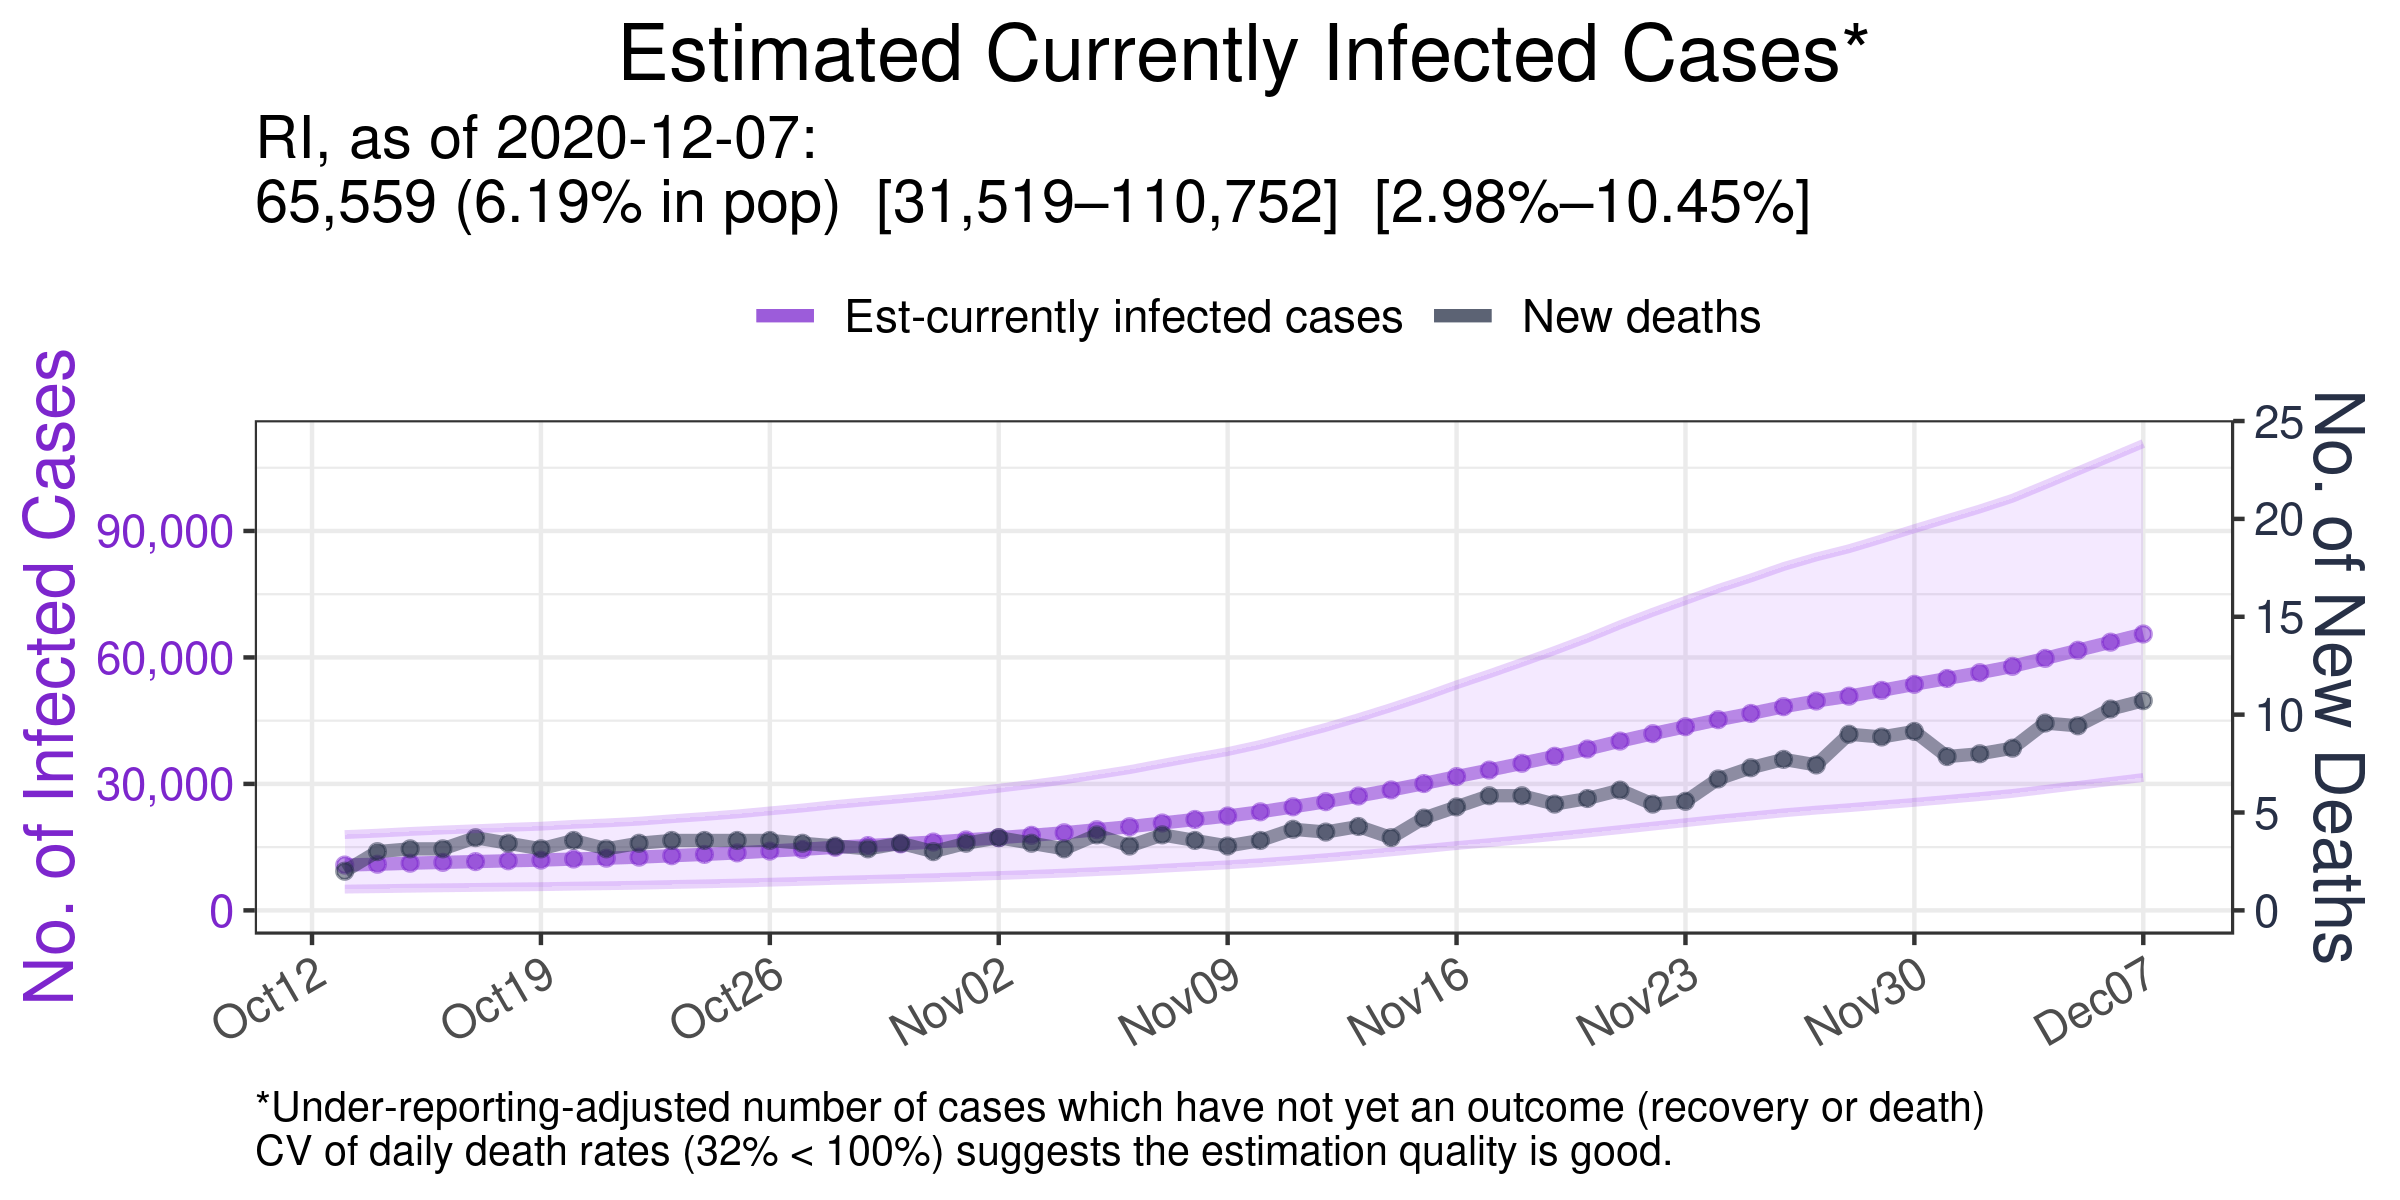 Estimated Currently Infected Cases*
RI, as of 2020-12-07:
65,559 (6.19% in pop)  [31,519–110,752]  [2.98%–10.45%]
Est-currently infected cases
New deaths
No. of Infected Cases
90,000
60,000
30,000
0
25
20
15
10
5
0
No. of New Deaths
Oct12
Oct19
Oct26
Nov02
Nov09
Nov16
Nov23
Nov30
Dec07
*Under-reporting-adjusted number of cases which have not yet an outcome (recovery or death)
CV of daily death rates (32% < 100%) suggests the estimation quality is good.